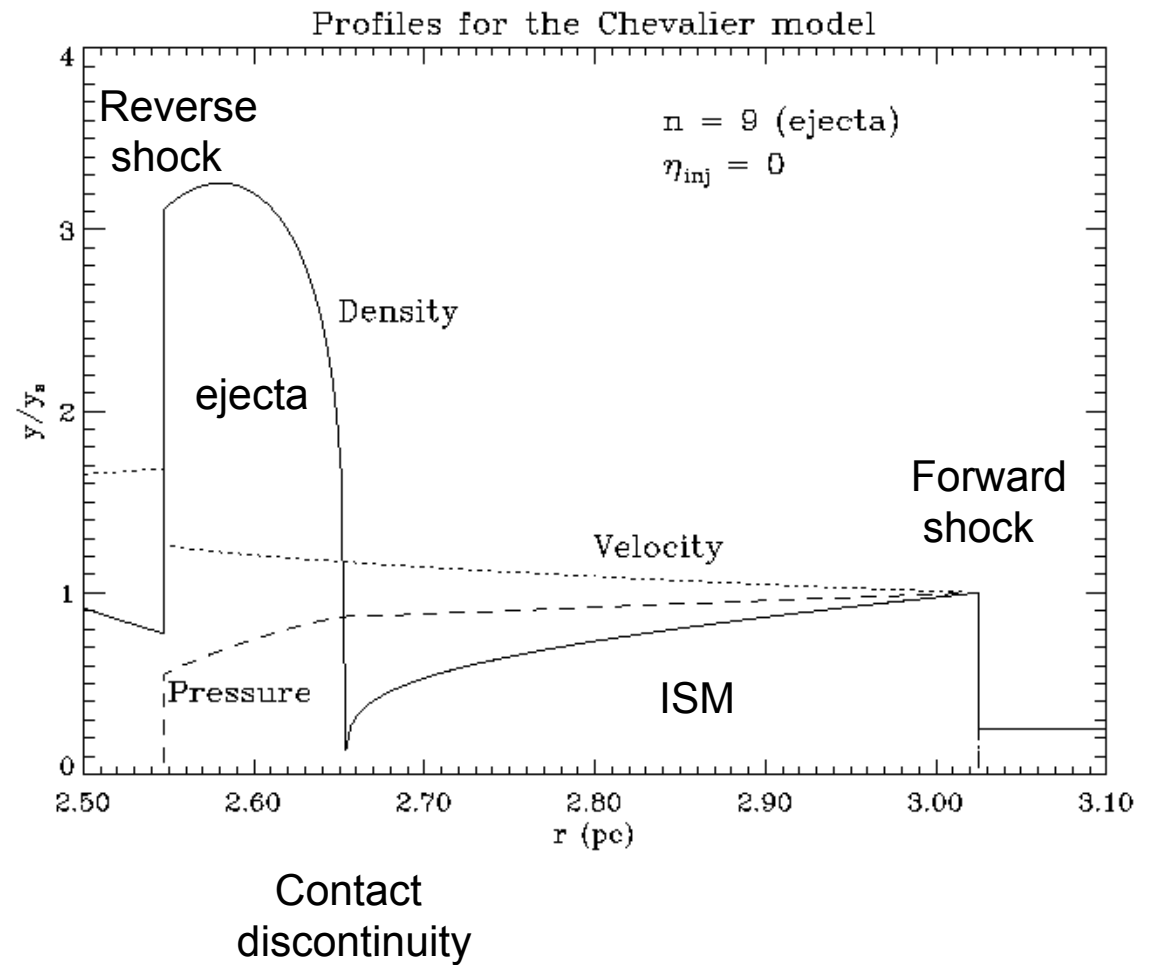 Profiles for the Chevalier model
4
Reverse
shock
n = 9 (ejecta)
ηinj = 0
3
Density
ejecta
y/ys
2
Forward
shock
Velocity
1
Pressure
ISM
0
2.50 2.60 2.70 2.80 2.90 3.00 3.10
r (pc)
Contact
discontinuity